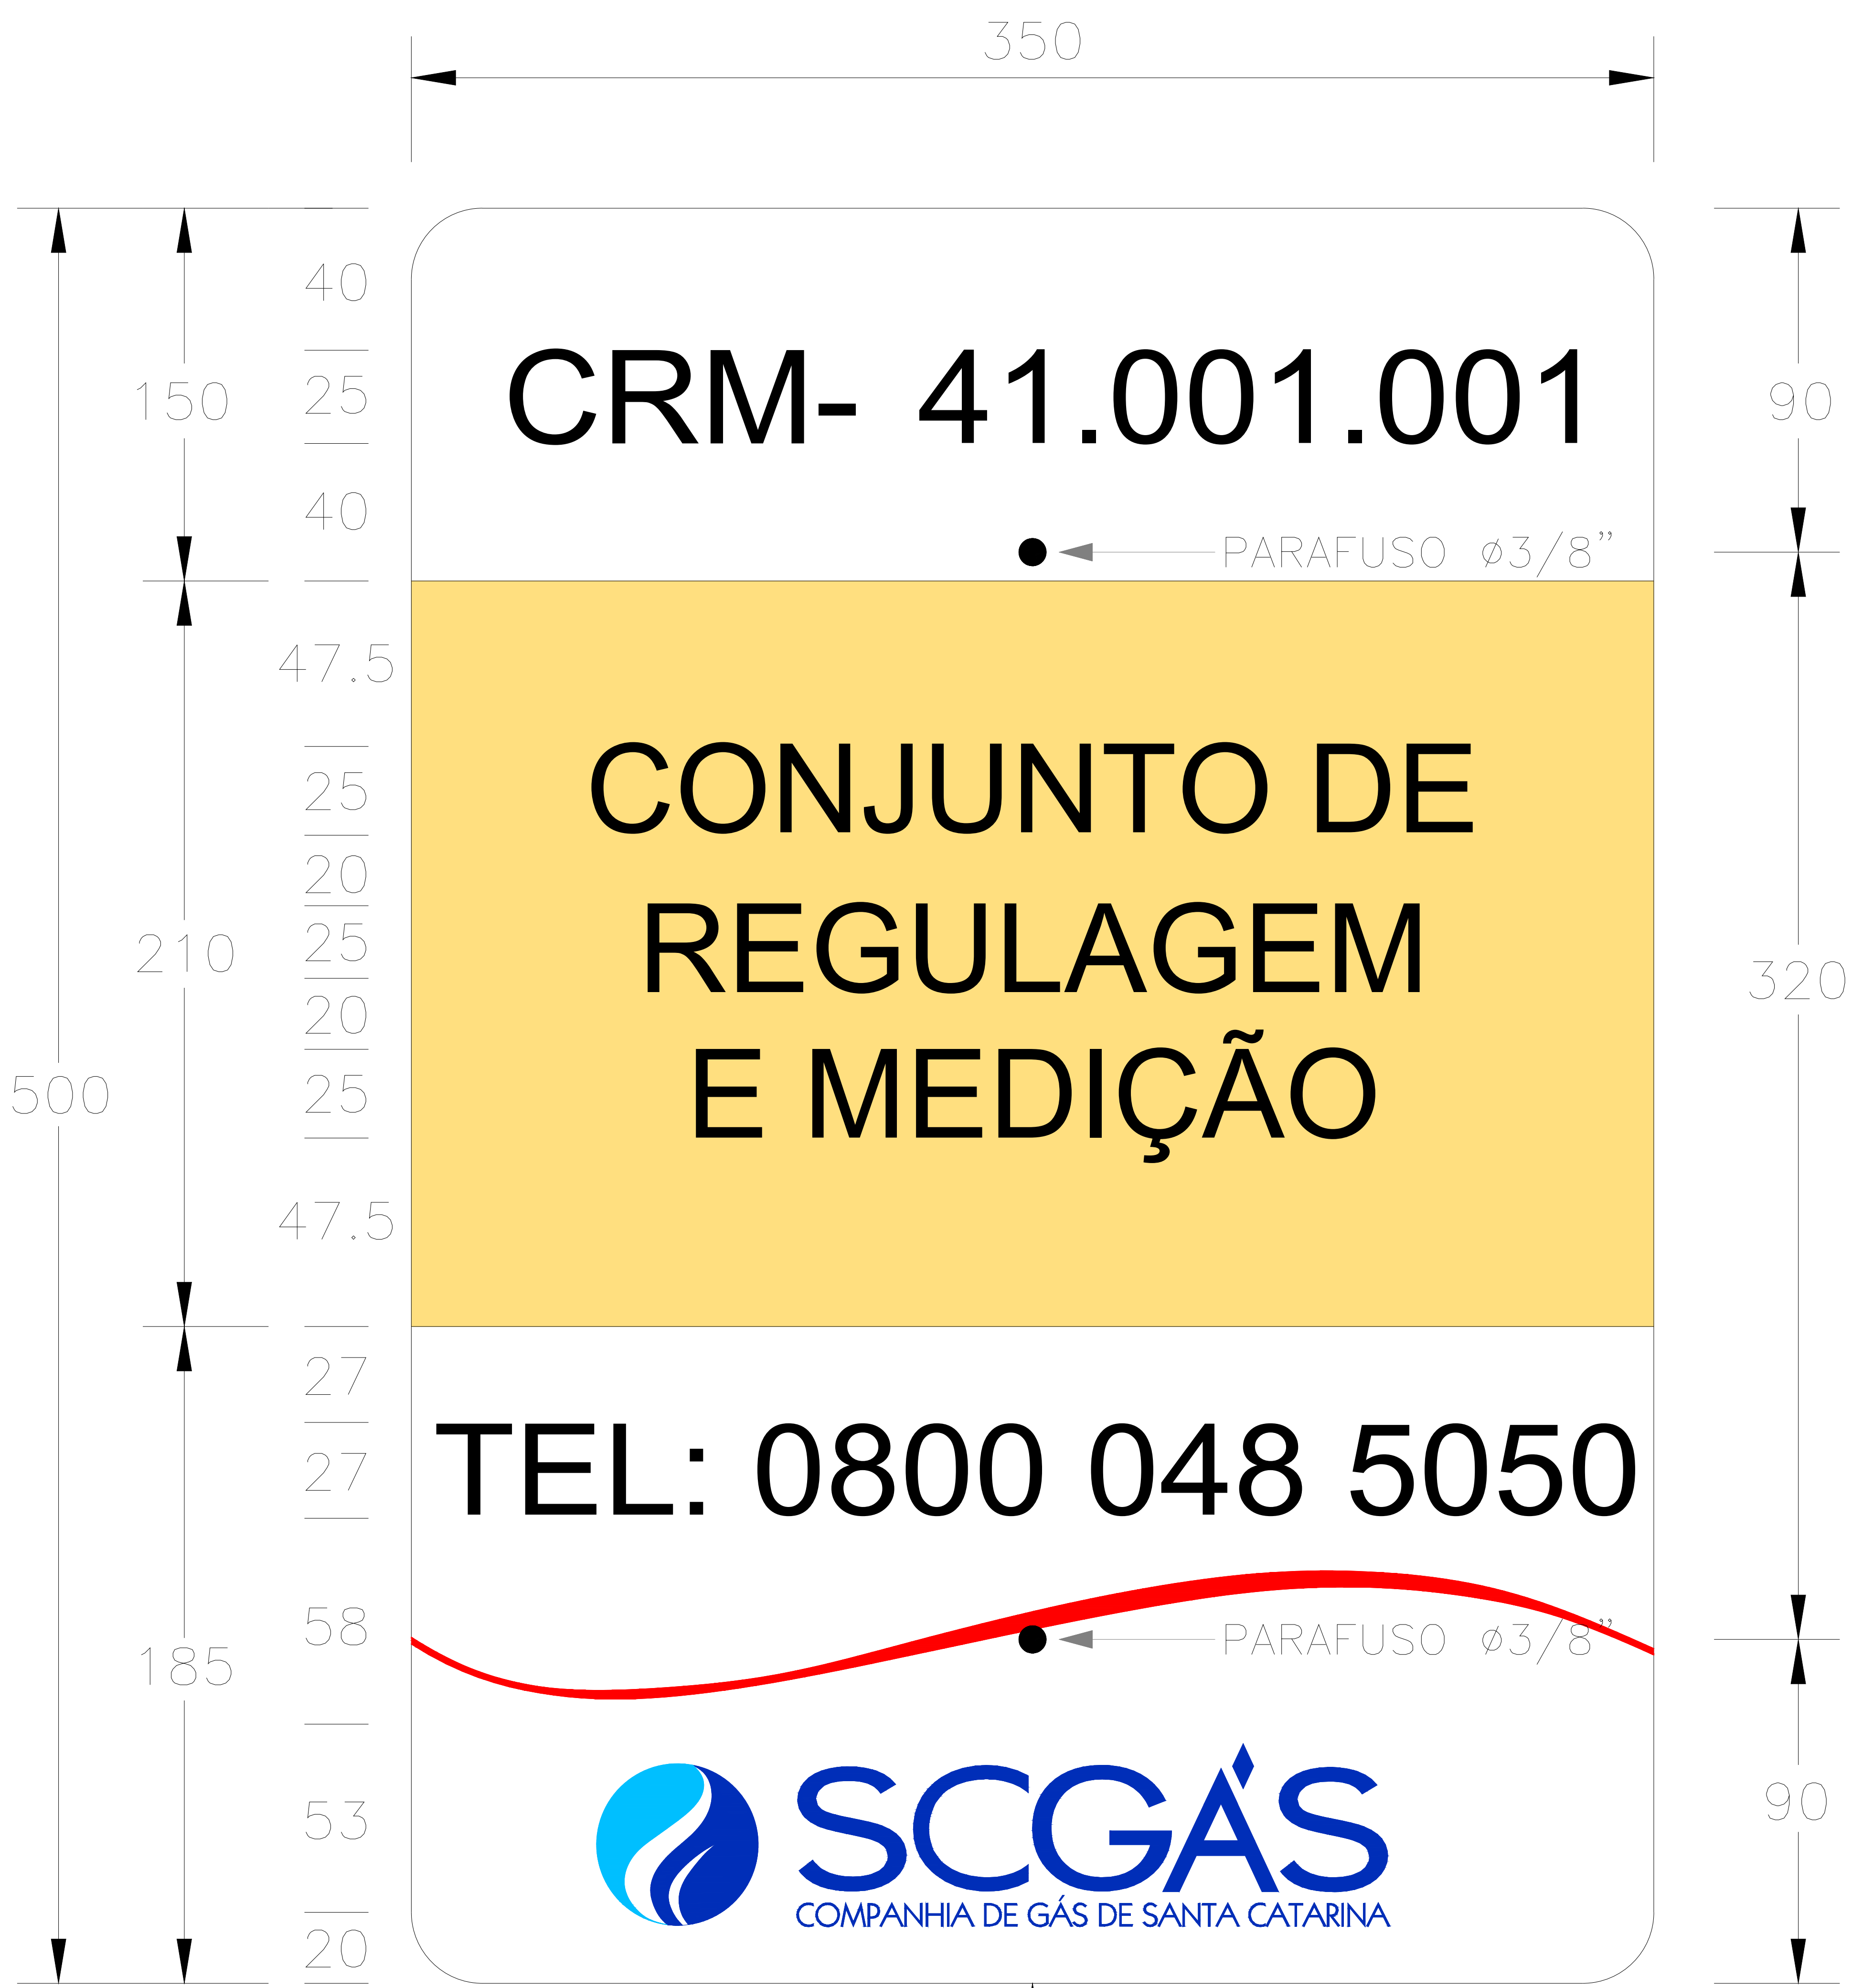 350
40
150
25
90
CRM- 41.001.001
40
PARAFUSO ø3/8"
47.5
CONJUNTO DE
25
20
REGULAGEM
25
210
320
20
E MEDIÇÃO
25
500
47.5
27
TEL: 0800 048 5050
27
58
PARAFUSO ø3/8"
185
SCGÁS
53
90
COMPANHIA DE GÁS DE SANTA CATARINA
20